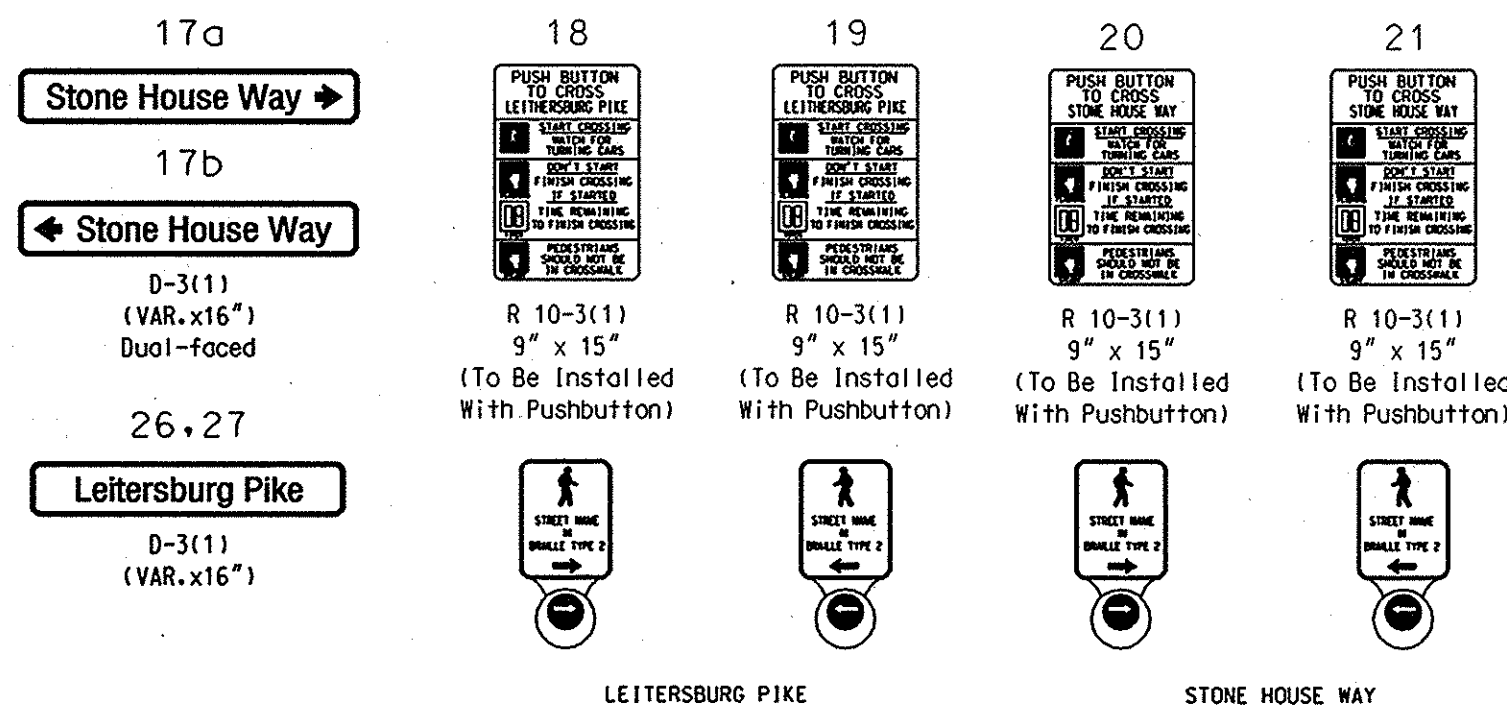 17a
Stone House Way
17b
Stone House Way
D-3(1)
(VAR.x16")
Dual-faced
26,27
Leitersburg Pike
D-3(1)
(VAR.x16")
18
PUSH BUTTON
TO CROSS
LEITHERSBURG PIKE
START CROSSING
WATCH FOR
TURNING CARS
DON'T START
FINISH CROSSING
IF STARTED
TIME REMAINING
TO FINISH CROSSING
PEDESTRIANS
SHOULD NOT BE
IN CROSSWALK
R 10-3(1)
9" x 15"
(To Be Installed
With Pushbutton)
STREET NAME
IN
BRAILLE TYPE 2
19
PUSH BUTTON
TO CROSS
LEITHERSBURG PIKE
START CROSSING
WATCH FOR
TURNING CARS
DON'T START
FINISH CROSSING
IF STARTED
TIME REMAINING
TO FINISH CROSSING
PEDESTRIANS
SHOULD NOT BE
IN CROSSWALK
R 10-3(1)
9" x 15"
(To Be Installed
With Pushbutton)
STREET NAME
IN
BRAILLE TYPE 2
LEITERSBURG PIKE
20
PUSH BUTTON
TO CROSS
STONE HOUSE WAY
START CROSSING
WATCH FOR
TURNING CARS
DON'T START
FINISH CROSSING
IF STARTED
TIME REMAINING
TO FINISH CROSSING
PEDESTRIANS
SHOULD NOT BE
IN CROSSWALK
R 10-3(1)
9" x 15"
(To Be Installed
With Pushbutton)
STREET NAME
IN
BRAILLE TYPE 2
21
PUSH BUTTON
TO CROSS
STONE HOUSE WAY
START CROSSING
WATCH FOR
TURNING CARS
DON'T START
FINISH CROSSING
IF STARTED
TIME REMAINING
TO FINISH CROSSING
PEDESTRIANS
SHOULD NOT BE
IN CROSSWALK
R 10-3(1)
9" x 15"
(To Be Installed
With Pushbutton)
STREET NAME
IN
BRAILLE TYPE 2
STONE HOUSE WAY